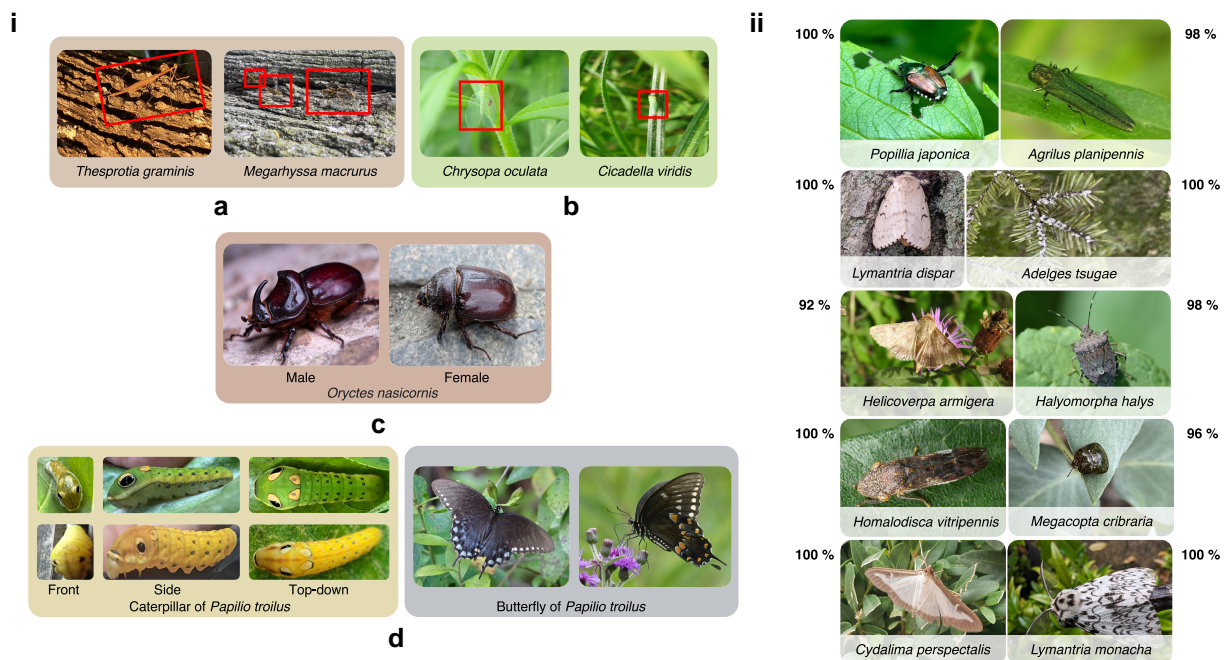 i
Thesprotia graminis
Megarhyssa macrurus
Chrysopa oculata
Cicadella viridis
a
b
Male
Female
Oryctes nasicornis
c
Front
Side
Top-down
Caterpillar of Papilio troilus
Butterfly of Papilio troilus
d
ii
100 %
98 %
Popillia japonica
Agrilus planipennis
100 %
100 %
Lymantria dispar
Adelges tsugae
92 %
98 %
Helicoverpa armigera
Halyomorpha halys
100 %
96 %
Homalodisca vitripennis
Megacopta cribraria
100 %
100 %
Cydalima perspectalis
Lymantria monacha